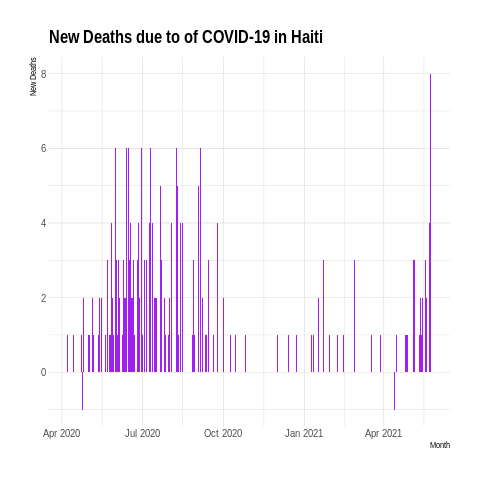 New Deaths due to of COVID-19 in Haiti
New Deaths
8
6
4
2
0
Apr 2020 Jul 2020 Oct 2020 Jan 2021 Apr 2021
Month